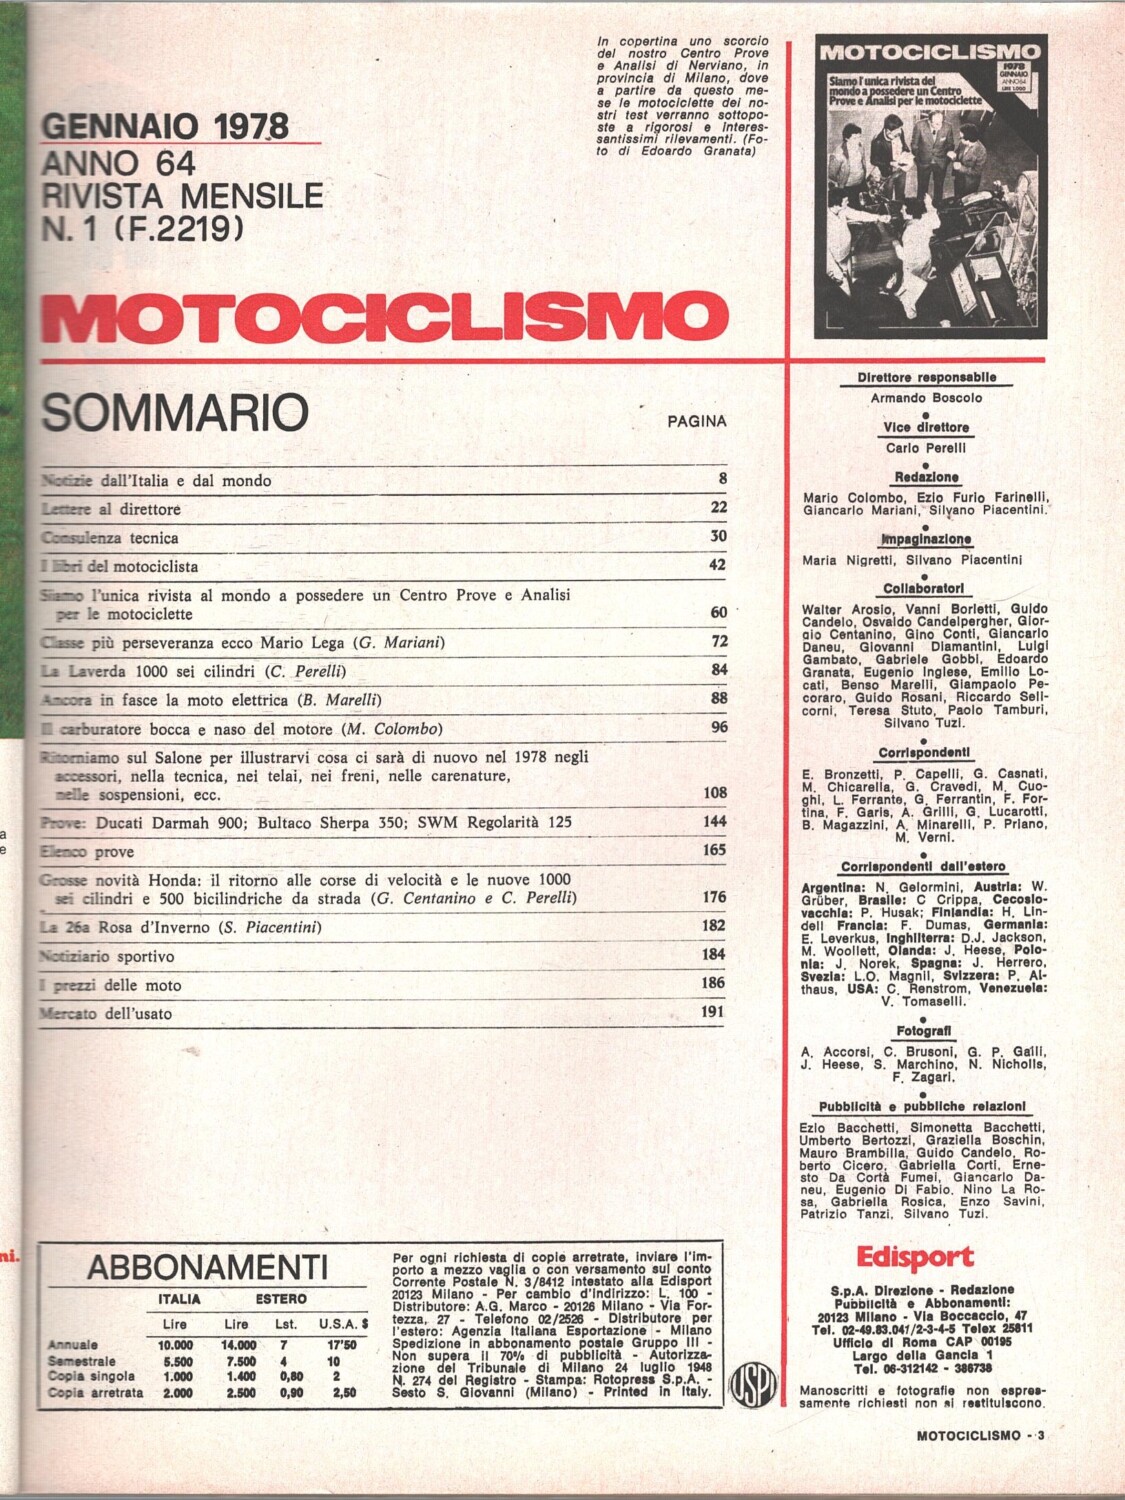 In copertina uno scorcio
del nostro Centro Prove
e Analisi di Nerviano, in
provincia di Milano, dove
a partire da questo me-
se le motociclette dei no-
stri test verranno sottopo-
ste a rigorosi e interes-
santissimi rilevamenti. (Fo-
to di Edoardo Granata)
MOTOCICLISMO
1978
GENNAIO
ANNO 64
LIRE 1.000
Siamo l'unica rivista del
mondo a possedere un Centro
Prove e Analisi per le motociclette
GENNAIO 1978
ANNO 64
RIVISTA MENSILE
N. 1 (F.2219)
MOTOCICLISMO
SOMMARIO
PAGINA
Notizie dall'Italia e dal mondo 8
Lettere al direttore 22
Consulenza tecnica 30
I libri del motociclista 42
Siamo l'unica rivista al mondo a possedere un Centro Prove e Analisi
per le motociclette 60
Classe più perseveranza ecco Mario Lega (G. Mariani) 72
La Laverda 1000 sei cilindri (C. Perelli) 84
Ancora in fasce la moto elettrica (B. Marelli) 88
Il carburatore bocca e naso del motore (M. Colombo) 96
Ritorniamo sul Salone per illustrarvi cosa ci sarà di nuovo nel 1978 negli
accessori, nella tecnica, nei telai, nei freni, nelle carenature,
nelle sospensioni, ecc. 108
Prove: Ducati Darmah 900; Bultaco Sherpa 350; SWM Regolarità 125 144
Elenco prove 165
Grosse novità Honda: il ritorno alle corse di velocità e le nuove 1000
sei cilindri e 500 bicilindriche da strada (G. Centanino e C. Perelli) 176
La 26a Rosa d'Inverno (S. Piacentini) 182
Notiziario sportivo 184
I prezzi delle moto 186
Mercato dell'usato 191
Direttore responsabile
Armando Boscolo
Vice direttore
Carlo Perelli
Redazione
Mario Colombo, Ezio Furio Farinelli,
Giancarlo Mariani, Silvano Piacentini.
Impaginazione
Maria Nigretti, Silvano Piacentini
Collaboratori
Walter Arosio, Vanni Borletti, Guido
Candelo, Osvaldo Candelpergher, Gior-
gio Centanino, Gino Conti, Giancarlo
Daneu, Giovanni Diamantini, Luigi
Gambato, Gabriele Gobbi, Edoardo
Granata, Eugenio Inglese, Emilio Lo-
cati, Benso Marelli, Giampaolo Pe-
coraro, Guido Rosani, Riccardo Sell-
corni, Teresa Stuto, Paolo Tamburi,
Silvano Tuzi.
Corrispondenti
E. Bronzetti, P. Capelli, G. Casnati,
M. Chicarella, G. Cravedi, M. Cuo-
ghi, L. Ferrante, G. Ferrantin, F. For-
tina, F. Garis, A. Grilli, G. Lucarotti,
B. Magazzini, A. Minarelli, P. Priano,
M. Verni.
Corrispondenti dall'estero
Argentina: N. Gelormini, Austria: W.
Grüber, Brasile: C Crippa, Cecoslo-
vacchia: P. Husak; Finlandia: H. Lin-
dell Francia: F. Dumas, Germania:
E. Leverkus, Inghilterra: D.J. Jackson,
M. Woollett, Olanda: J. Heese, Polo-
nia: J. Norek, Spagna: J. Herrero,
Svezia: L.O. Magnil, Svizzera: P. Al-
thaus, USA: C. Renstrom, Venezuela:
V. Tomaselli.
Fotografi
A. Accorsi, C. Brusoni, G. P. Galli,
J. Heese, S. Marchino, N. Nicholls,
F. Zagari.
Pubblicità e pubbliche relazioni
Ezio Bacchetti, Simonetta Bacchetti,
Umberto Bertozzi, Graziella Boschin,
Mauro Brambilla, Guido Candelo, Ro-
berto Cicero, Gabriella Corti, Erne-
sto Da Cortà Fumei, Giancarlo Da-
neu, Eugenio Di Fabio, Nino La Ro-
sa, Gabriella Rosica, Enzo Savini,
Patrizio Tanzi, Silvano Tuzi.
Edisport
S.p.A. Direzione - Redazione
Pubblicità e Abbonamenti:
20123 Milano - Via Boccaccio, 47
Tel. 02-49.83.041/2-3-4-5 Telex 25811
Ufficio di Roma CAP 00195
Largo della Gancia 1
Tel. 06-312142 - 386738
Manoscritti e fotografie non espres-
samente richiesti non si restituiscono.
ABBONAMENTI
ITALIA ESTERO
Lire Lire Lst. U.S.A. $
Annuale 10.000 14.000 7 17'50
Semestrale 5.500 7.500 4 10
Copia singola 1.000 1.400 0,80 2
Copia arretrata 2.000 2.500 0,90 2,50
Per ogni richiesta di copie arretrate, inviare l'im-
porto a mezzo vaglia o con versamento sul conto
Corrente Postale N. 3/8412 intestato alla Edisport
20123 Milano - Per cambio d'indirizzo: L. 100 -
Distributore: A.G. Marco - 20126 Milano - Via For-
tezza, 27 - Telefono 02/2526 - Distributore per
l'estero: Agenzia Italiana Esportazione - Milano
Spedizione in abbonamento postale Gruppo III -
Non supera il 70% di pubblicità - Autorizza-
zione del Tribunale di Milano 24 luglio 1948
N. 274 del Registro - Stampa: Rotopress S.p.A. -
Sesto S. Giovanni (Milano) - Printed in Italy.
USPI
MOTOCICLISMO - 3
a
e
ni.